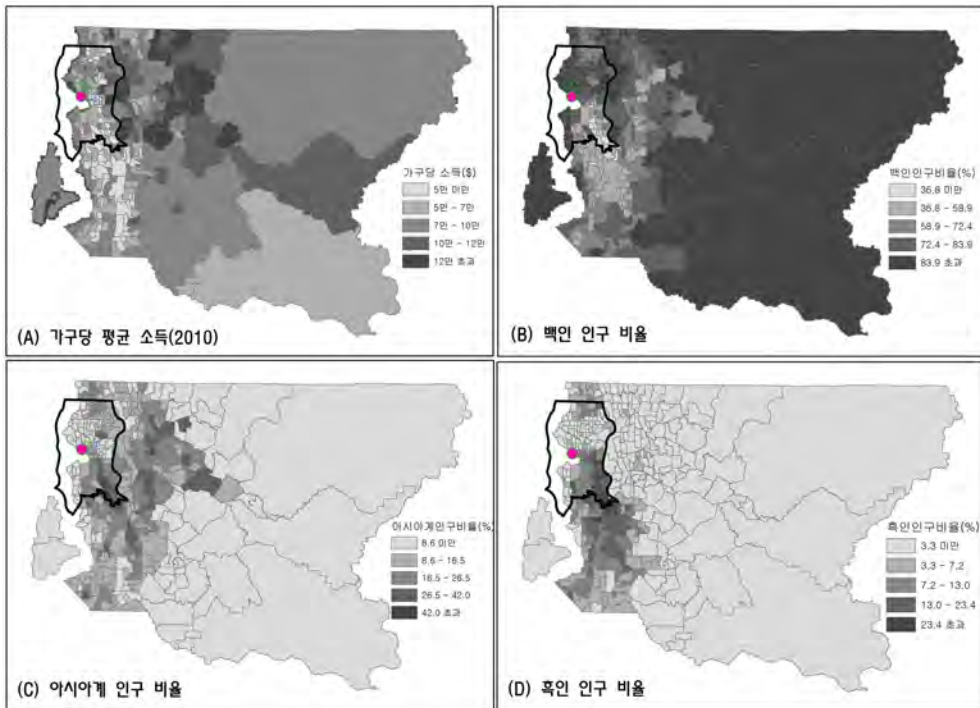 가구당 소득($)
5만 미만
5만 - 7만
7만 - 10만
10만 - 12만
12만 초과
(A) 가구당 평균 소득(2010)
백인인구비율(%)
36.8 미만
36.8 - 58.9
58.9 - 72.4
72.4 - 83.9
83.9 초과
(B) 백인 인구 비율
아시아계인구비율(%)
8.6 미만
8.6 - 16.5
16.5 - 26.5
26.5 - 42.0
42.0 초과
(C) 아시아계 인구 비율
흑인인구비율(%)
3.3 미만
3.3 - 7.2
7.2 - 13.0
13.0 - 23.4
23.4 초과
(D) 흑인 인구 비율